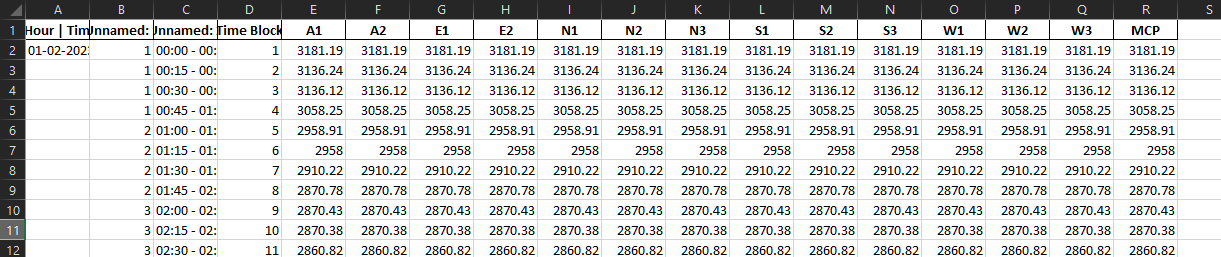 A B C D E F G H I J K L M N O P Q R S
1 Hour | Tim Unnamed: Unnamed: Time Block A1 A2 E1 E2 N1 N2 N3 S1 S2 S3 W1 W2 W3 MCP
2 01-02-202 1 00:00 - 00: 1 3181.19 3181.19 3181.19 3181.19 3181.19 3181.19 3181.19 3181.19 3181.19 3181.19 3181.19 3181.19 3181.19 3181.19
3 1 00:15 - 00: 2 3136.24 3136.24 3136.24 3136.24 3136.24 3136.24 3136.24 3136.24 3136.24 3136.24 3136.24 3136.24 3136.24 3136.24
4 1 00:30 - 00: 3 3136.12 3136.12 3136.12 3136.12 3136.12 3136.12 3136.12 3136.12 3136.12 3136.12 3136.12 3136.12 3136.12 3136.12
5 1 00:45 - 01: 4 3058.25 3058.25 3058.25 3058.25 3058.25 3058.25 3058.25 3058.25 3058.25 3058.25 3058.25 3058.25 3058.25 3058.25
6 2 01:00 - 01: 5 2958.91 2958.91 2958.91 2958.91 2958.91 2958.91 2958.91 2958.91 2958.91 2958.91 2958.91 2958.91 2958.91 2958.91
7 2 01:15 - 01: 6 2958 2958 2958 2958 2958 2958 2958 2958 2958 2958 2958 2958 2958 2958
8 2 01:30 - 01: 7 2910.22 2910.22 2910.22 2910.22 2910.22 2910.22 2910.22 2910.22 2910.22 2910.22 2910.22 2910.22 2910.22 2910.22
9 2 01:45 - 02: 8 2870.78 2870.78 2870.78 2870.78 2870.78 2870.78 2870.78 2870.78 2870.78 2870.78 2870.78 2870.78 2870.78 2870.78
10 3 02:00 - 02: 9 2870.43 2870.43 2870.43 2870.43 2870.43 2870.43 2870.43 2870.43 2870.43 2870.43 2870.43 2870.43 2870.43 2870.43
11 3 02:15 - 02: 10 2870.38 2870.38 2870.38 2870.38 2870.38 2870.38 2870.38 2870.38 2870.38 2870.38 2870.38 2870.38 2870.38 2870.38
12 3 02:30 - 02: 11 2860.82 2860.82 2860.82 2860.82 2860.82 2860.82 2860.82 2860.82 2860.82 2860.82 2860.82 2860.82 2860.82 2860.82